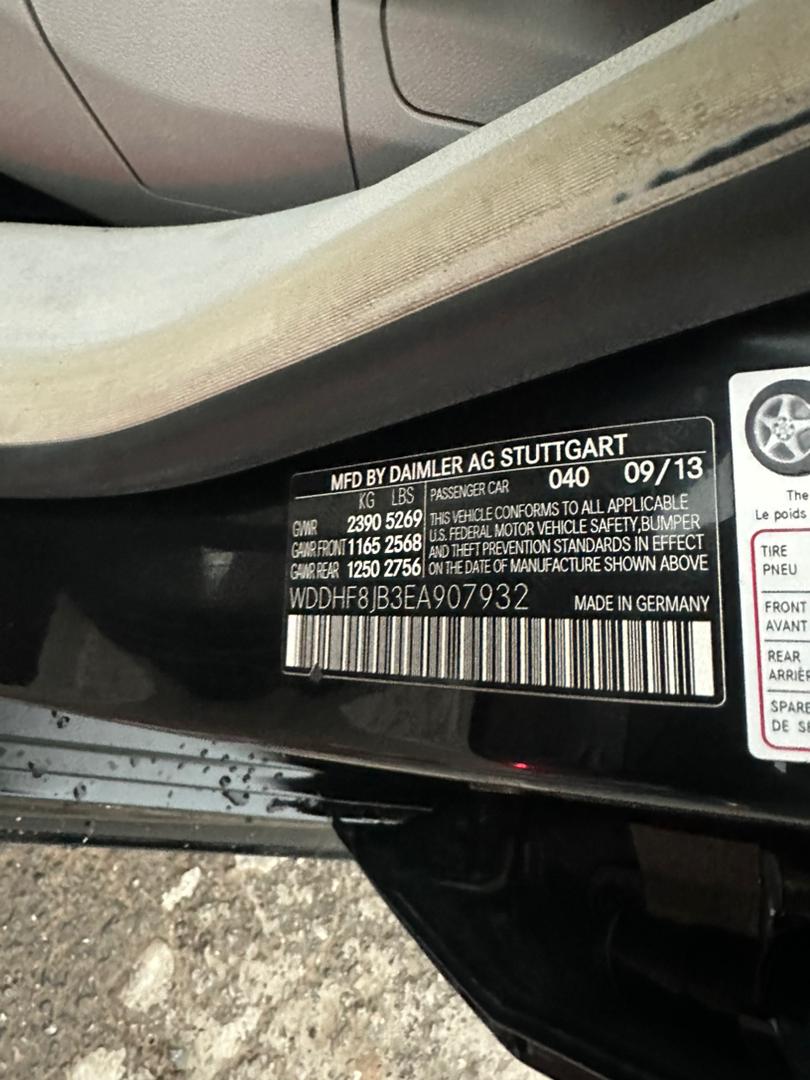 MFD BY DAIMLER AG STUTTGART
KG LBS
GVWR 2390 5269
GAWR FRONT 1165 2568
GAWR REAR 1250 2756
PASSENGER CAR 040 09/13
THIS VEHICLE CONFORMS TO ALL APPLICABLE
U.S. FEDERAL MOTOR VEHICLE SAFETY,BUMPER
AND THEFT PREVENTION STANDARDS IN EFFECT
ON THE DATE OF MANUFACTURE SHOWN ABOVE
WDDHF8JB3EA907932 MADE IN GERMANY
The
Le poids
TIRE
PNEU
FRONT
AVANT
REAR
SPARE
DE